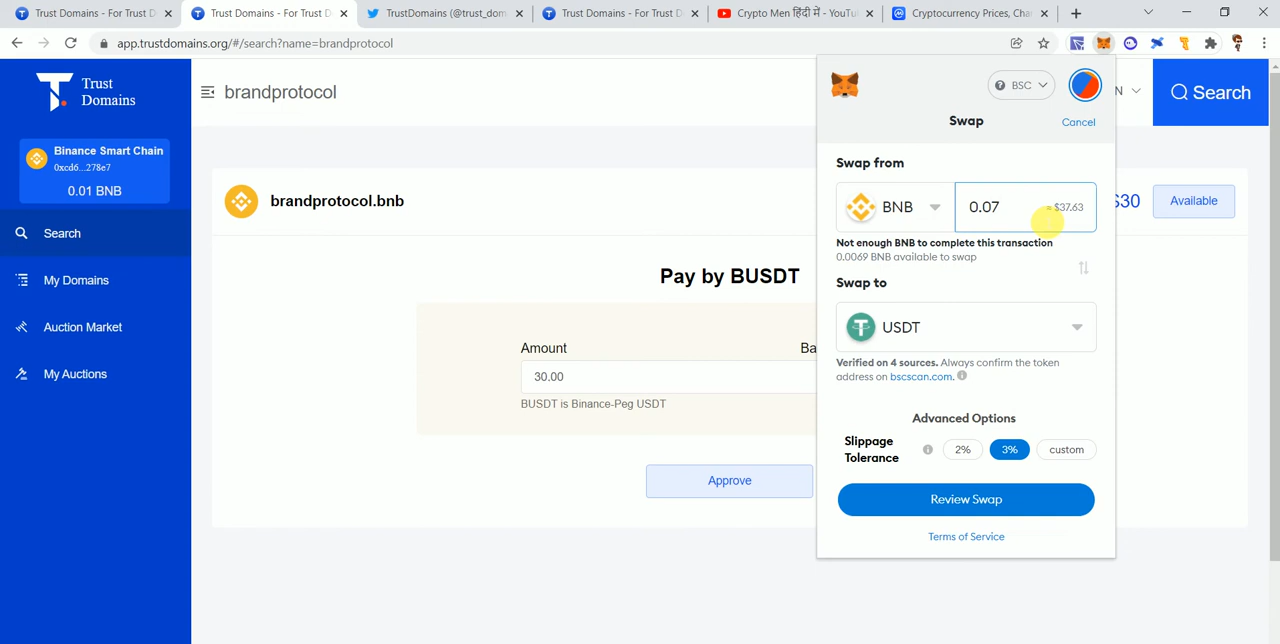 Trust Domains - For Trust D
Trust Domains - For Trust D
TrustDomains (@trust_dom
Trust Domains - For Trust D
Crypto Men हिंदी में - YouTu
Cryptocurrency Prices, Cha
app.trustdomains.org/#/search?name=brandprotocol
Trust
Domains
brandprotocol
N
Search
Binance Smart Chain
0xcd6...278e7
0.01 BNB
Search
My Domains
Auction Market
My Auctions
brandprotocol.bnb
$30
Available
Pay by BUSDT
Amount
Ba
30.00
BUSDT is Binance-Peg USDT
Approve
BSC
Swap
Cancel
Swap from
BNB
0.07
≈ $37.63
Not enough BNB to complete this transaction
0.0069 BNB available to swap
Swap to
USDT
Verified on 4 sources. Always confirm the token
address on bscscan.com.
Advanced Options
Slippage
Tolerance
2%
3%
custom
Review Swap
Terms of Service